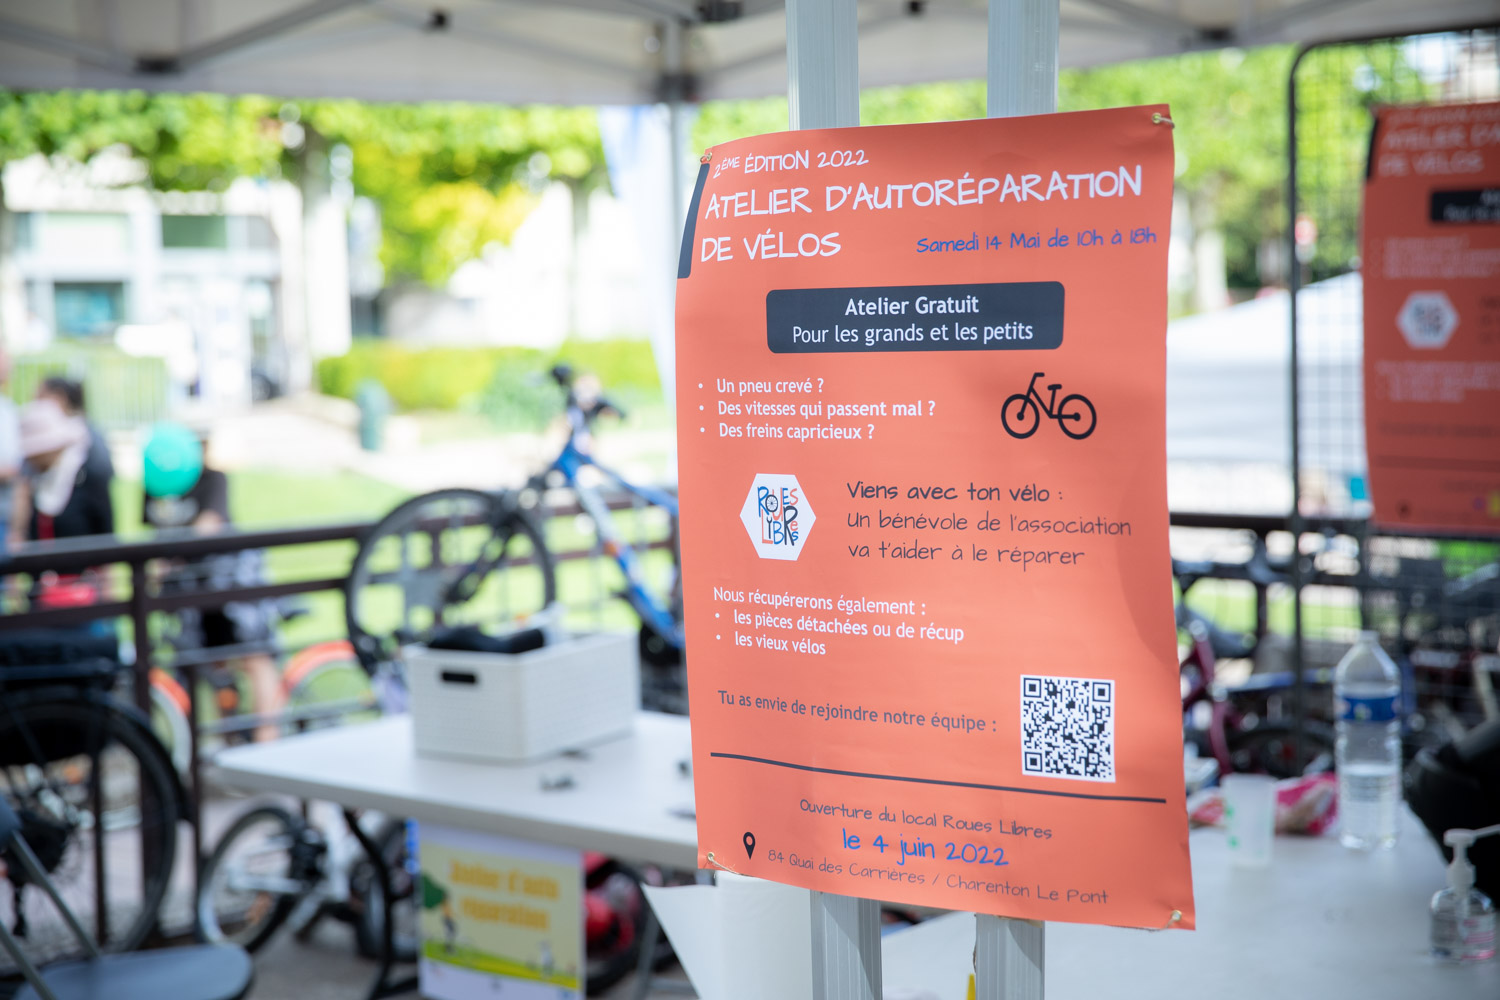 2ÈME ÉDITION 2022
ATELIER D'AUTORÉPARATION
DE VÉLOS
Samedi 14 Mai de 10h à 18h
Atelier Gratuit
Pour les grands et les petits
• Un pneu crevé ?
• Des vitesses qui passent mal ?
• Des freins capricieux ?
ROUES
LIBRES
Viens avec ton vélo :
Un bénévole de l'association
va t'aider à le réparer
Nous récupérerons également :
• les pièces détachées ou de récup
• les vieux vélos
Tu as envie de rejoindre notre équipe :
Ouverture du local Roues Libres
le 4 juin 2022
84 Quai des Carrières / Charenton Le Pont